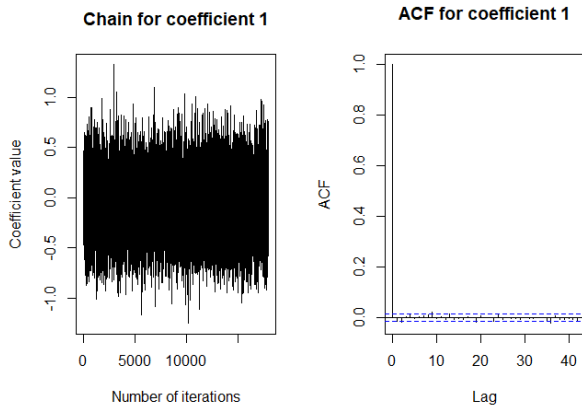 Chain for coefficient 1
Coefficient value
1.0
0.5
0.0
-0.5
-1.0
0 5000 10000
Number of iterations
ACF for coefficient 1
ACF
1.0
0.8
0.6
0.4
0.2
0.0
0 10 20 30 40
Lag